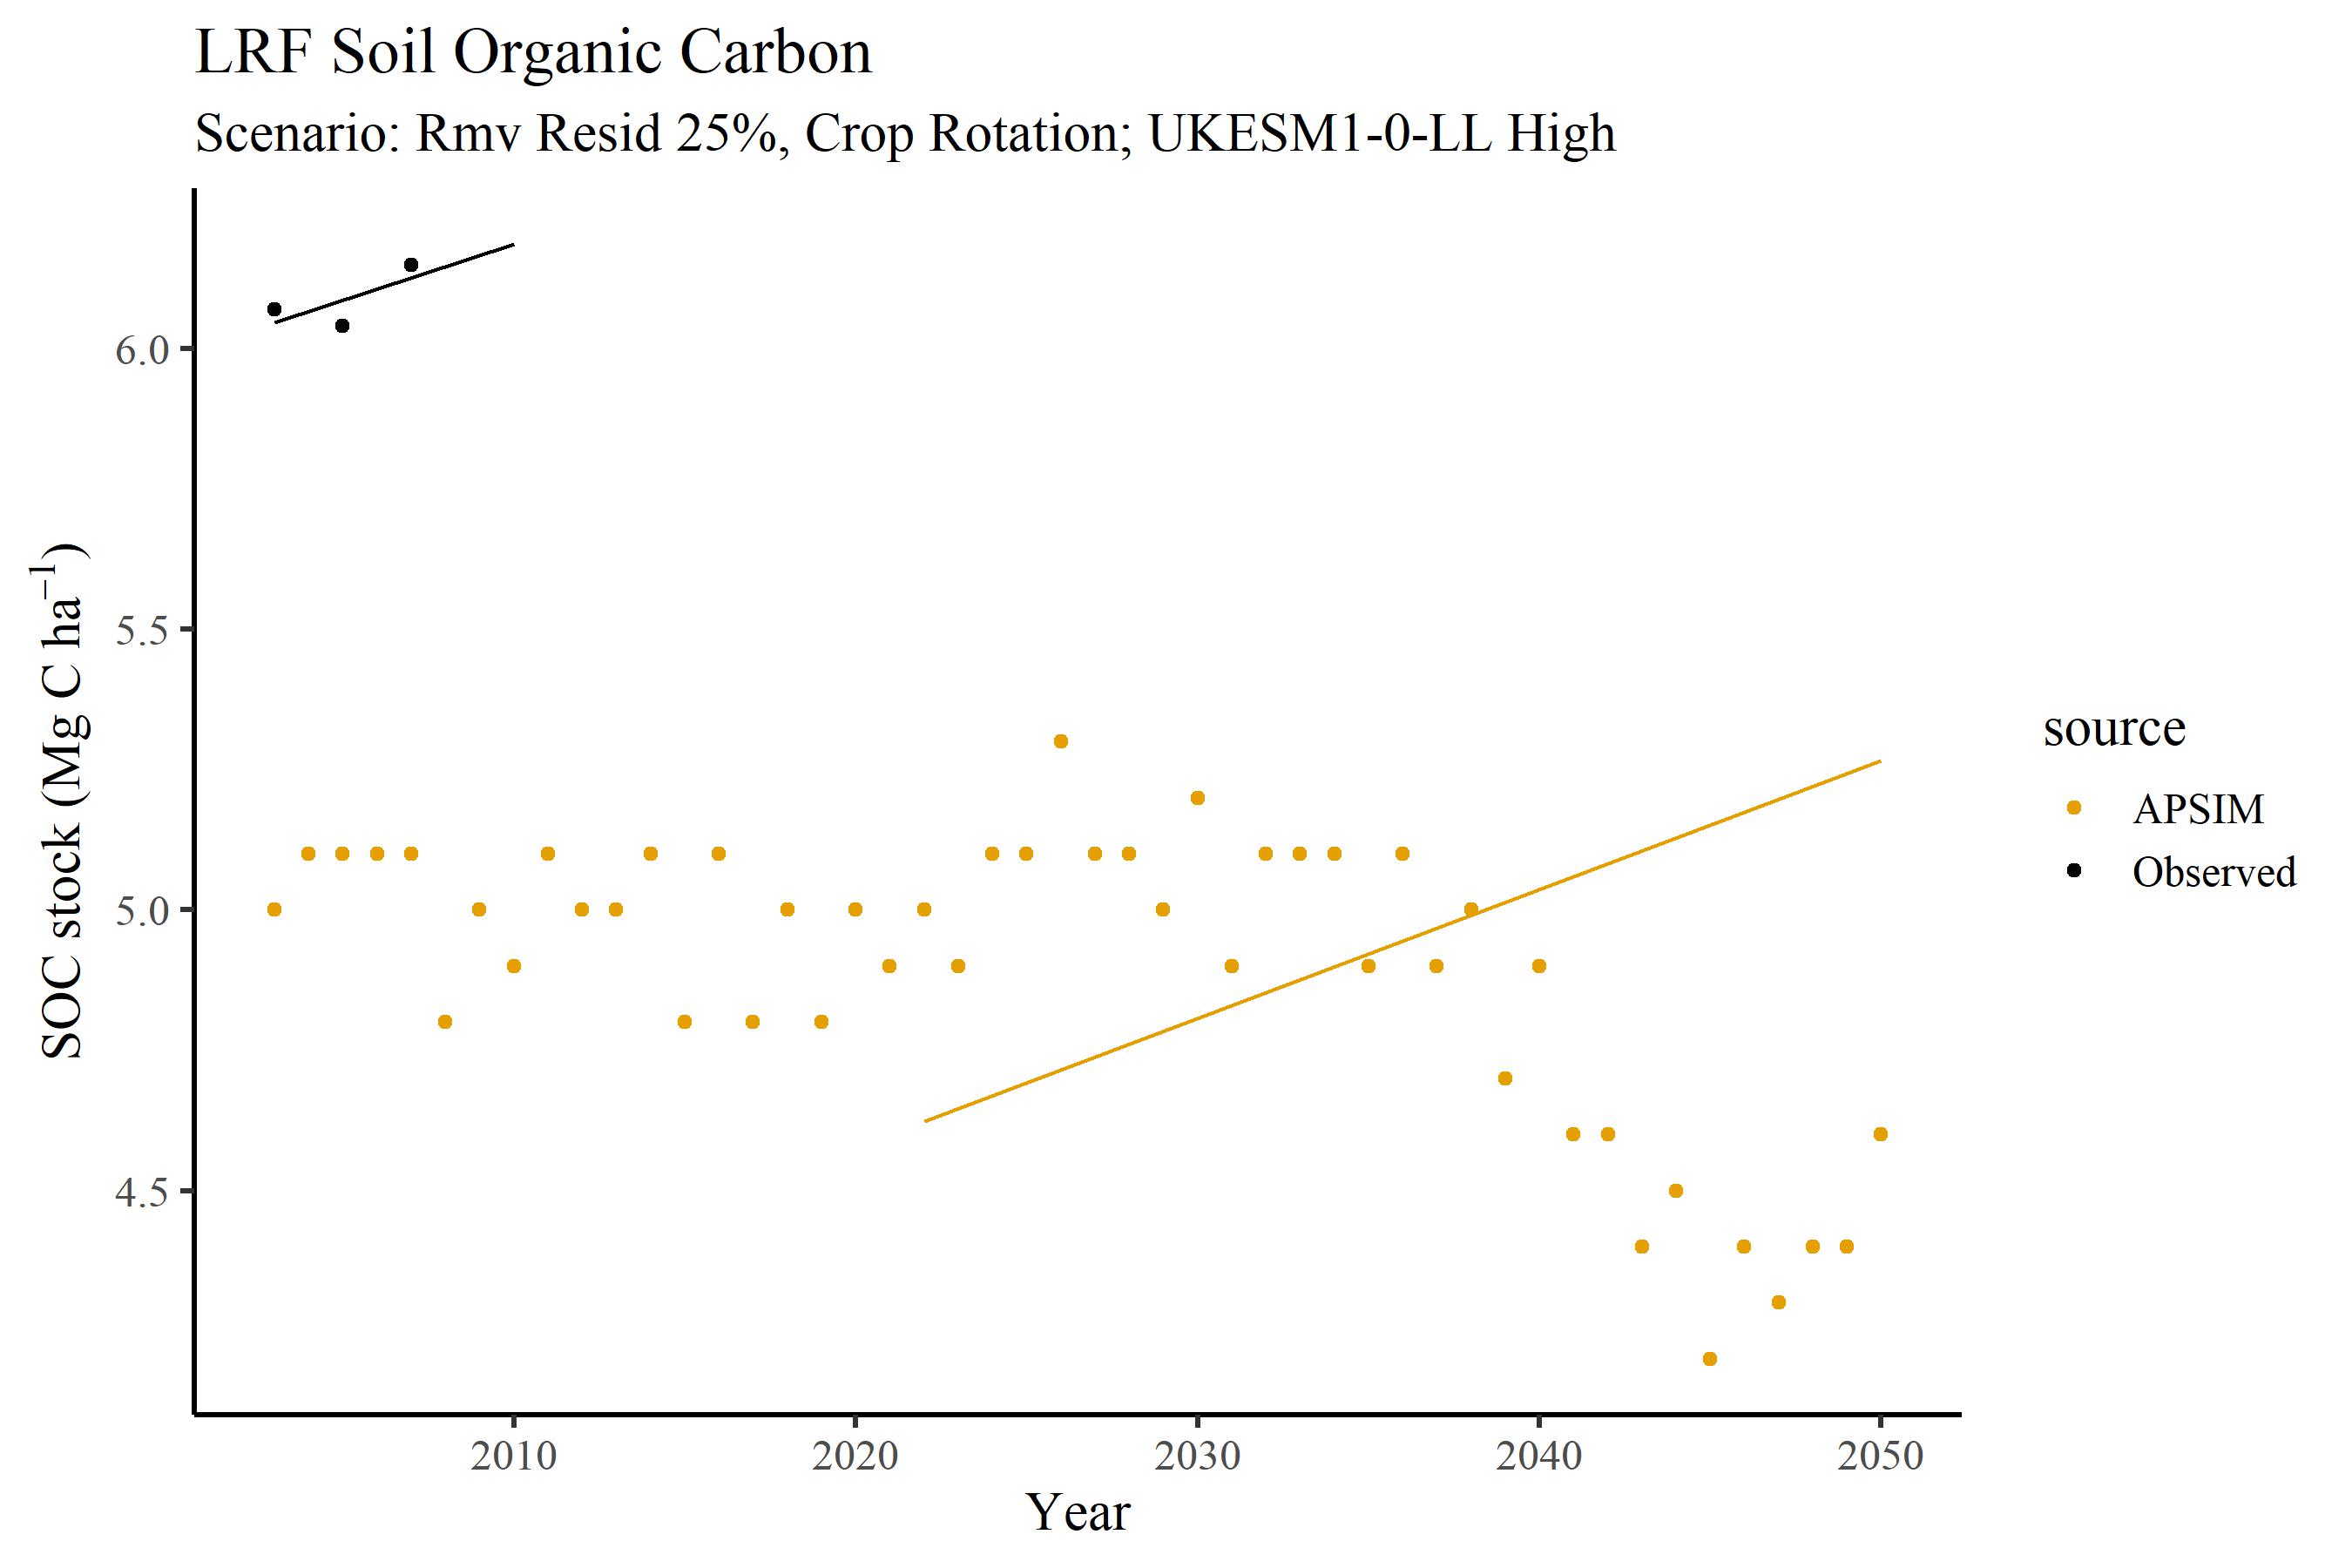 LRF Soil Organic Carbon
Scenario: Rmv Resid 25%, Crop Rotation; UKESM1-0-LL High
SOC stock (Mg C ha⁻¹)
6.0
5.5
5.0
4.5
2010 2020 2030 2040 2050
Year
source
APSIM
Observed